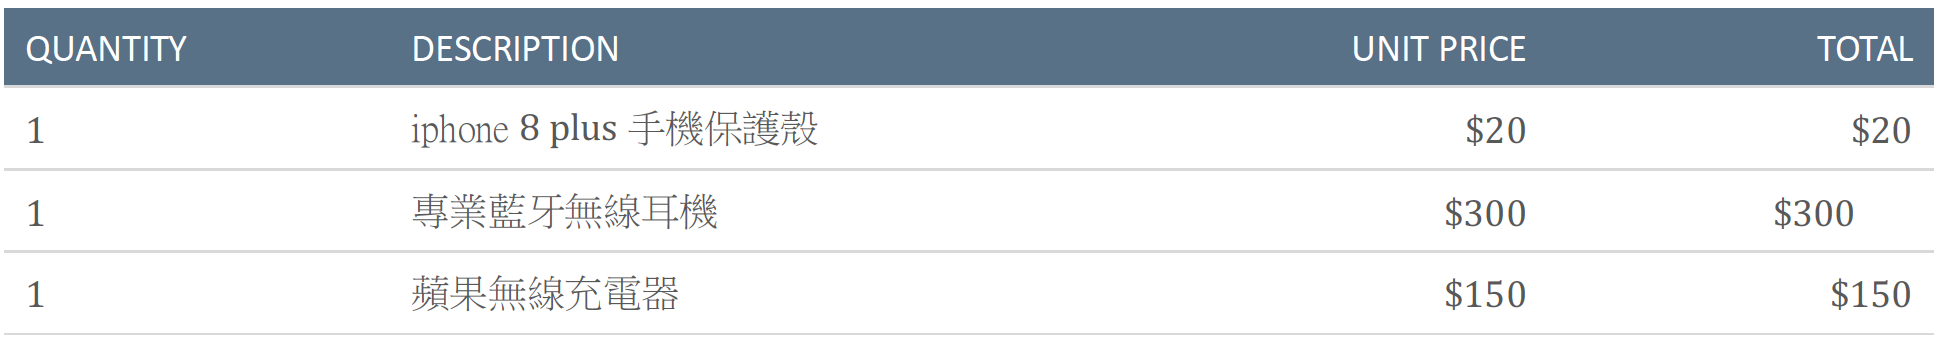 QUANTITY DESCRIPTION UNIT PRICE TOTAL
1 iphone 8 plus 手機保護殼 $20 $20
1 專業藍牙無線耳機 $300 $300
1 蘋果無線充電器 $150 $150